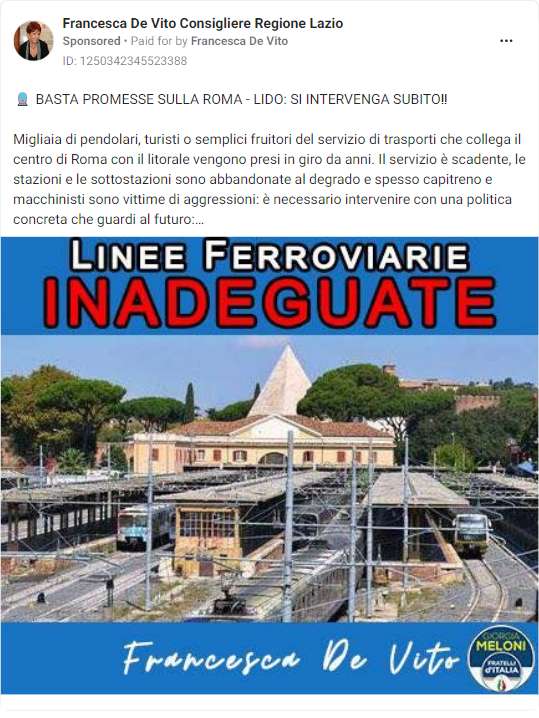 Francesca De Vito Consigliere Regione Lazio
Sponsored • Paid for by Francesca De Vito
ID: 1250342345523388
BASTA PROMESSE SULLA ROMA - LIDO: SI INTERVENGA SUBITO!!
Migliaia di pendolari, turisti o semplici fruitori del servizio di trasporti che collega il
centro di Roma con il litorale vengono presi in giro da anni. Il servizio è scadente, le
stazioni e le sottostazioni sono abbandonate al degrado e spesso capitreno e
macchinisti sono vittime di aggressioni: è necessario intervenire con una politica
concreta che guardi al futuro:...
LINEE FERROVIARIE
INADEGUATE
Francesca De Vito
GIORGIA
MELONI
FRATELLI
d'ITALIA